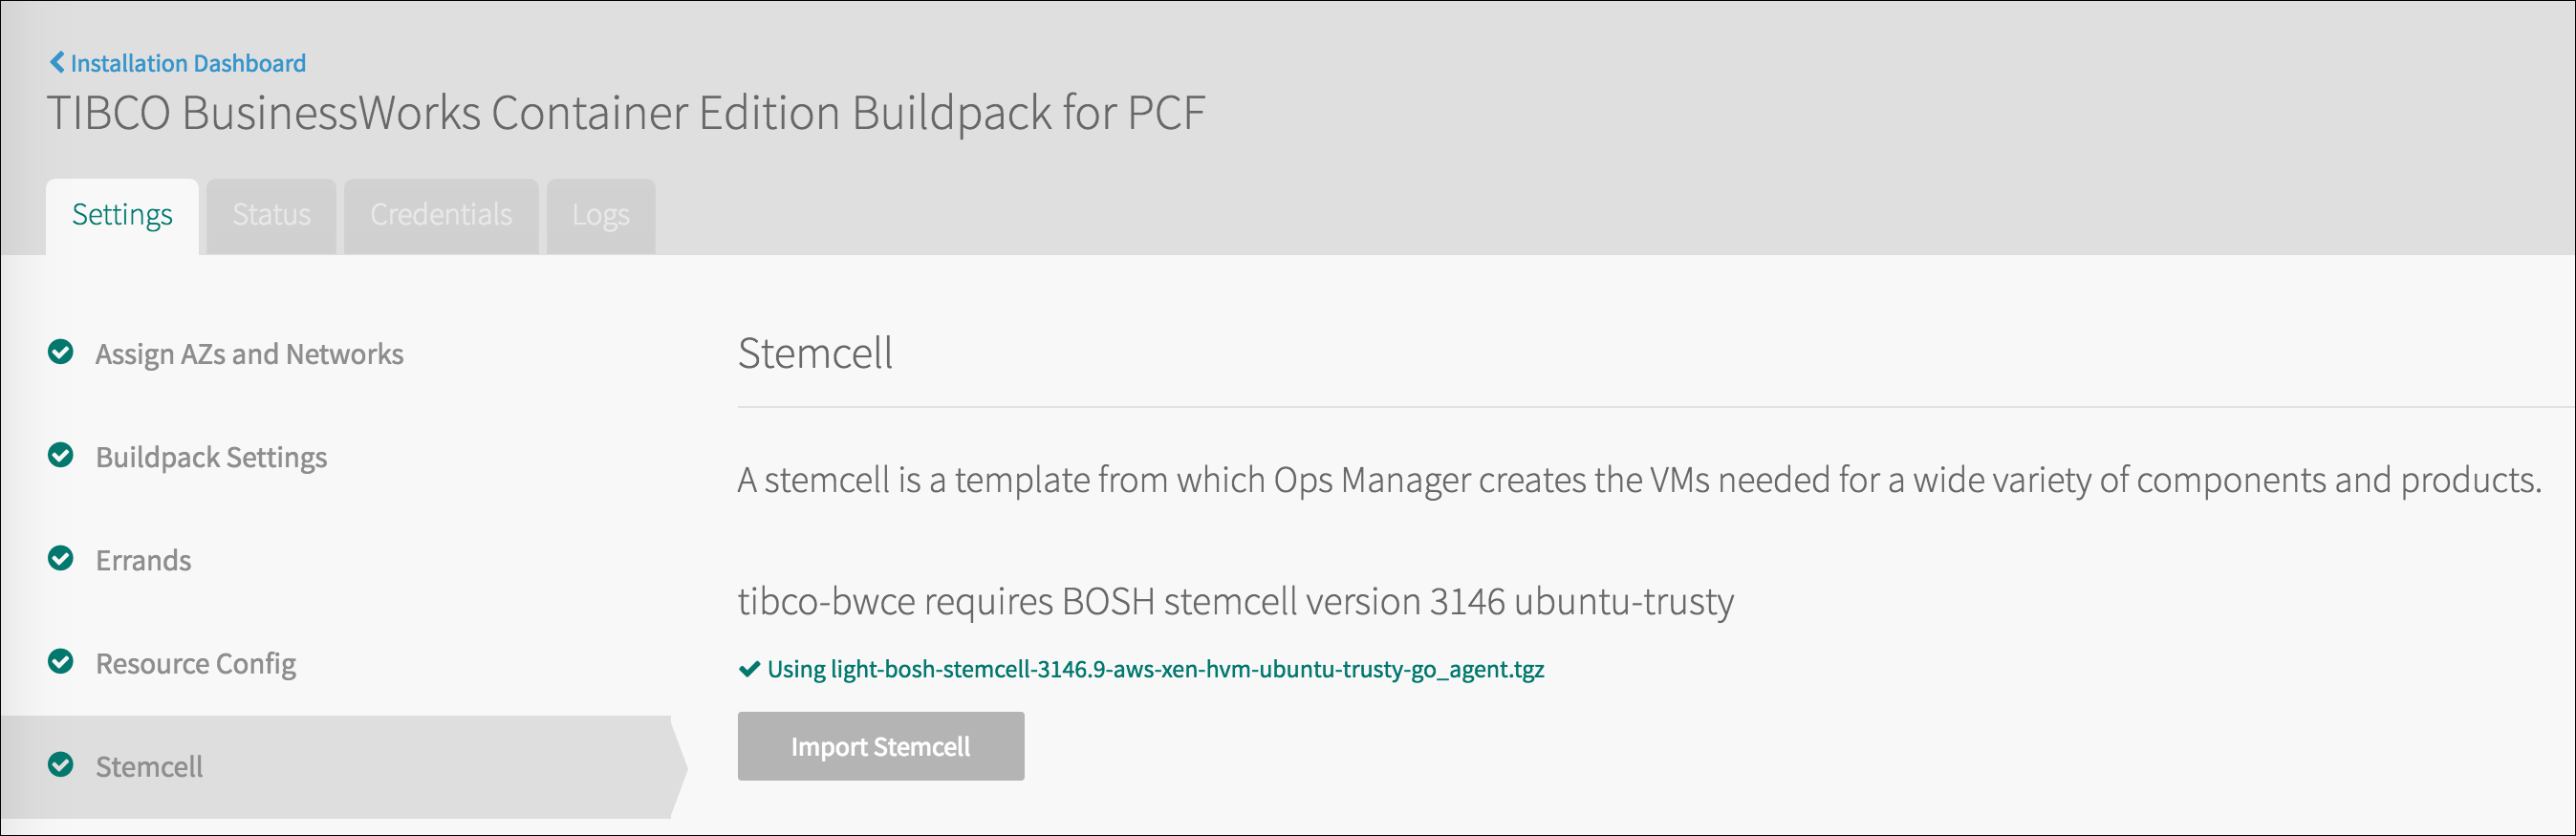 Installation Dashboard
TIBCO BusinessWorks Container Edition Buildpack for PCF
Settings
Status
Credentials
Logs
Assign AZs and Networks
Buildpack Settings
Errands
Resource Config
Stemcell
Stemcell
A stemcell is a template from which Ops Manager creates the VMs needed for a wide variety of components and products.
tibco-bwce requires BOSH stemcell version 3146 ubuntu-trusty
Using light-bosh-stemcell-3146.9-aws-xen-hvm-ubuntu-trusty-go_agent.tgz
Import Stemcell